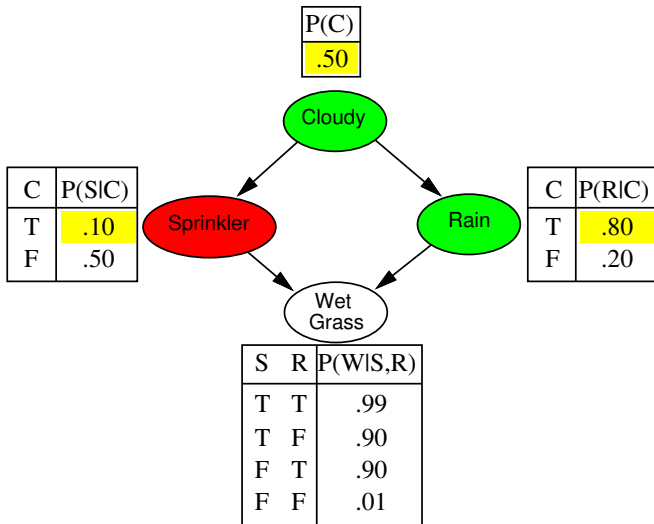 P(C)
.50
Cloudy
C P(S|C)
T .10
F .50
Sprinkler
Rain
C P(R|C)
T .80
F .20
Wet
Grass
S R P(W|S,R)
T T .99
T F .90
F T .90
F F .01